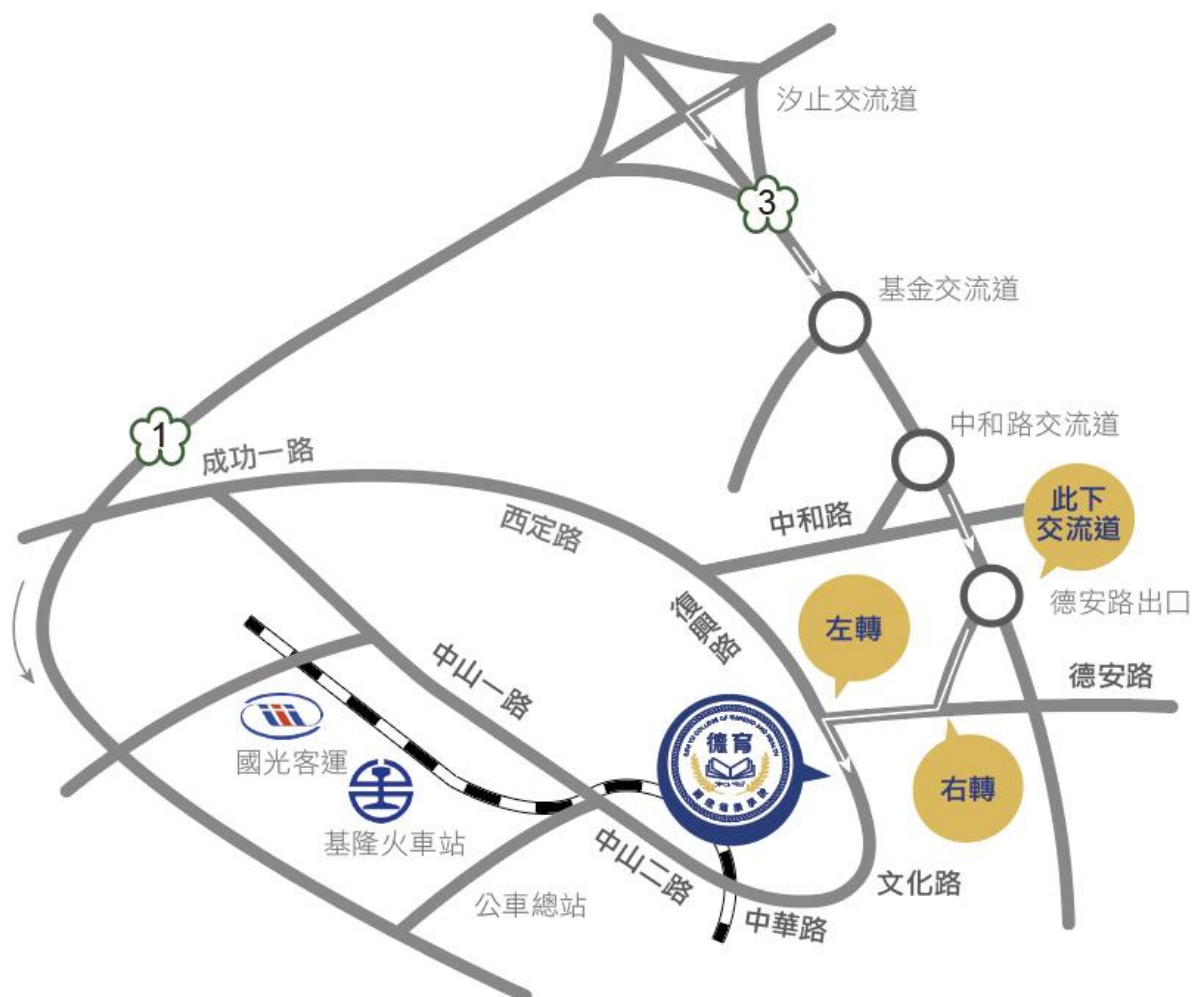 汐止交流道
3
基金交流道
1
中和路交流道
成功一路
西定路
中和路
此下
交流道
復興路
左轉
德安路出口
中山一路
德安路
德育
國光客運
右轉
基隆火車站
中山二路
文化路
公車總站
中華路